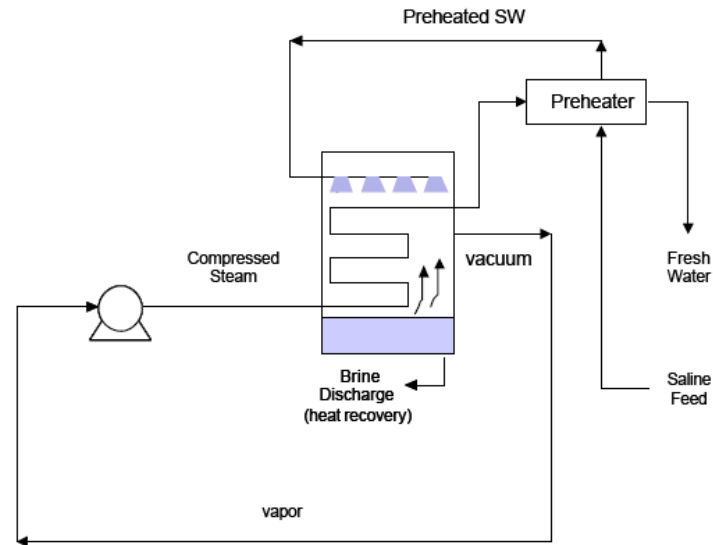 Preheated SW
Preheater
Compressed
Steam
vacuum
Fresh
Water
Brine
Discharge
(heat recovery)
Saline
Feed
vapor